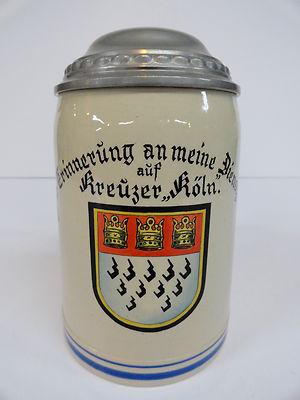 Erinnerung an meine
auf
Kreuzer „Köln."